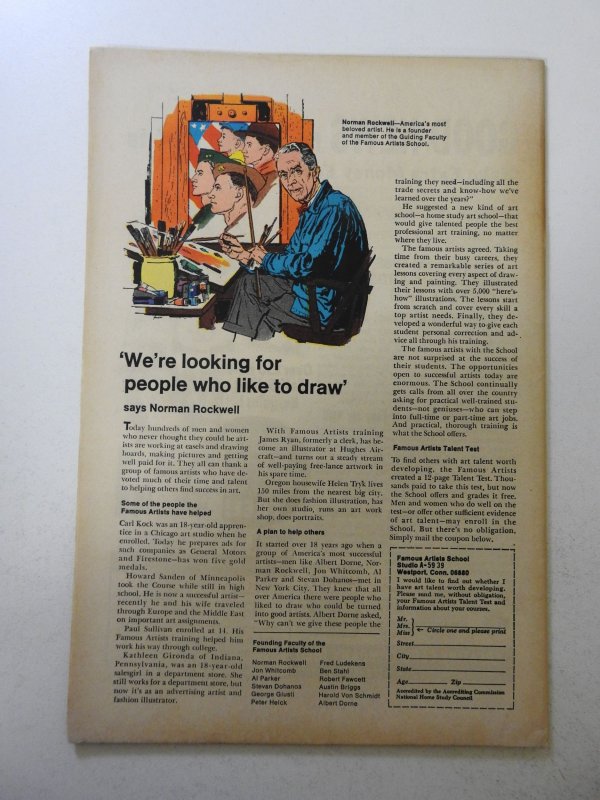 Norman Rockwell—America's most
beloved artist. He is a founder
and member of the Guiding Faculty
of the Famous Artists School.
'We're looking for
people who like to draw'
says Norman Rockwell
Today hundreds of men and women
who never thought they could be art-
ists are working at easels and drawing
boards, making pictures and getting
well paid for it. They all can thank a
group of famous artists who have de-
voted much of their time and talent
to helping others find success in art.
Some of the people the
Famous Artists have helped
Carl Kock was an 18-year-old appren-
tice in a Chicago art studio when he
enrolled. Today he prepares ads for
such companies as General Motors
and Firestone—has won five gold
medals.
Howard Sanden of Minneapolis
took the Course while still in high
school. He is now a successful artist—
recently he and his wife traveled
through Europe and the Middle East
on important art assignments.
Paul Sullivan enrolled at 14. His
Famous Artists training helped him
work his way through college.
Kathleen Gironda of Indiana,
Pennsylvania, was an 18-year-old
salesgirl in a department store. She
still works for a department store, but
now it's as an advertising artist and
fashion illustrator.
With Famous Artists training
James Ryan, formerly a clerk, has be-
come an illustrator at Hughes Air-
craft—and turns out a steady stream
of well-paying free-lance artwork in
his spare time.
Oregon housewife Helen Tryk lives
150 miles from the nearest big city.
But she does fashion illustration, has
her own studio, runs an art work
shop, does portraits.
A plan to help others
It started over 18 years ago when a
group of America's most successful
artists—men like Albert Dorne, Nor-
man Rockwell, Jon Whitcomb, Al
Parker and Stevan Dohanos—met in
New York City. They knew that all
over America there were people who
liked to draw who could be turned
into good artists. Albert Dorne asked,
"Why can't we give these people the
Founding Faculty of the
Famous Artists School
Norman Rockwell
Jon Whitcomb
Al Parker
Stevan Dohanos
George Giusti
Peter Helck
Fred Ludekens
Ben Stahl
Robert Fawcett
Austin Briggs
Harold Von Schmidt
Albert Dorne
training they need—including all the
trade secrets and know-how we've
learned over the years?"
He suggested a new kind of art
school—a home study art school—that
would give talented people the best
professional art training, no matter
where they live.
The famous artists agreed. Taking
time from their busy careers, they
created a remarkable series of art
lessons covering every aspect of draw-
ing and painting. They illustrated
their lessons with over 5,000 "here's-
how" illustrations. The lessons start
from scratch and cover every skill a
top artist needs. Finally, they de-
veloped a wonderful way to give each
student personal correction and ad-
vice all through his training.
The famous artists with the School
are not surprised at the success of
their students. The opportunities
open to successful artists today are
enormous. The School continually
gets calls from all over the country
asking for practical well-trained stu-
dents—not geniuses—who can step
into full-time or part-time art jobs.
And practical, thorough training is
what the School offers.
Famous Artists Talent Test
To find others with art talent worth
developing, the Famous Artists
created a 12-page Talent Test. Thou-
sands paid to take this test, but now
the School offers and grades it free.
Men and women who do well on the
test—or offer other sufficient evidence
of art talent—may enroll in the
School. But there's no obligation.
Simply mail the coupon below.
Famous Artists School
Studio A-5939
Westport, Conn. 06880
I would like to find out whether I
have art talent worth developing.
Please send me, without obligation,
your Famous Artists Talent Test and
information about your courses.
Mr.
Mrs. ← Circle one and please print
Miss
Street
City
State
Age Zip
Accredited by the Accrediting Commission
National Home Study Council